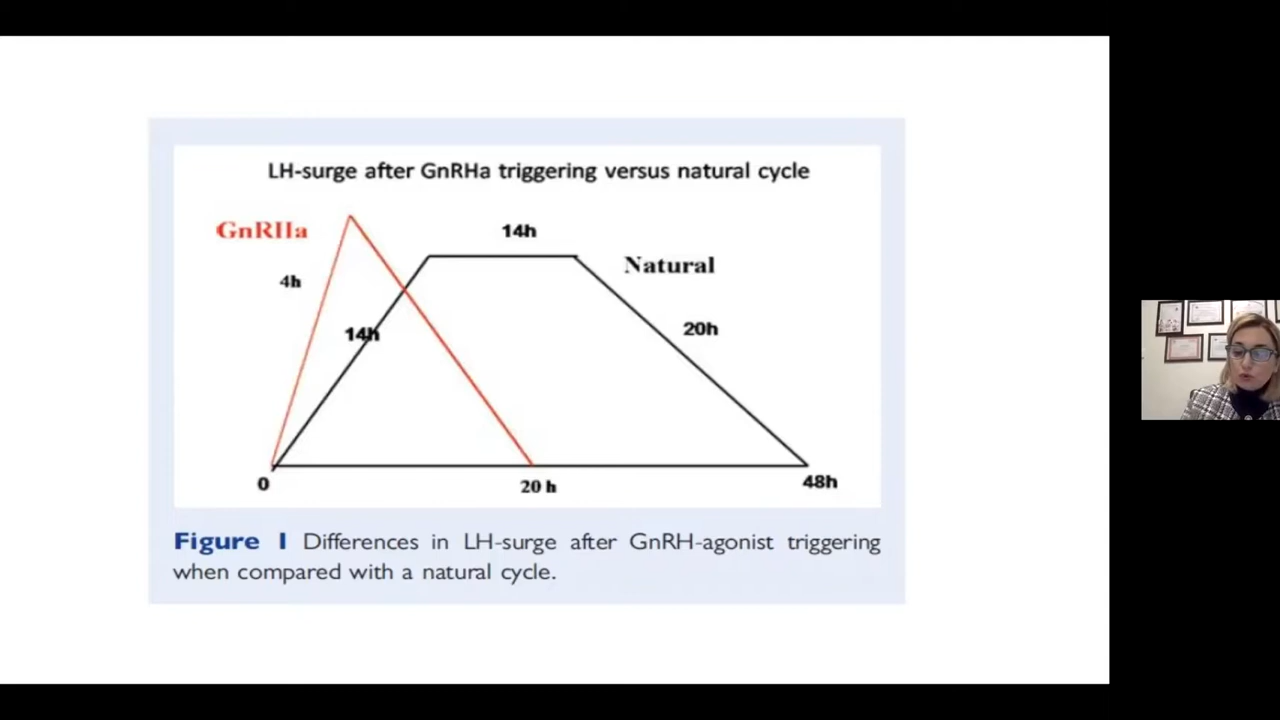 LH-surge after GnRHa triggering versus natural cycle
GnRHa
14h
Natural
4h
14h
20h
0
20 h
48h
Figure 1 Differences in LH-surge after GnRH-agonist triggering
when compared with a natural cycle.